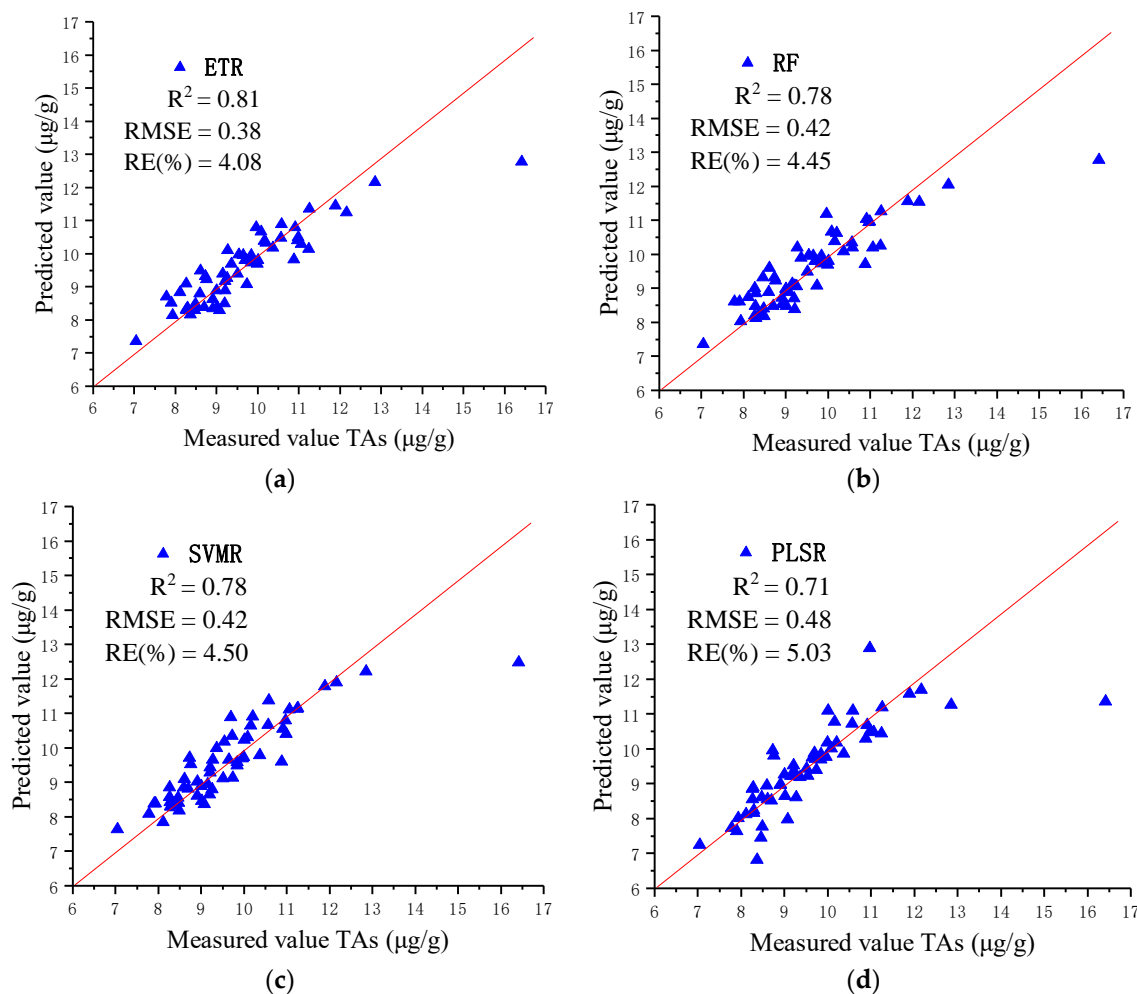 (a)
17
16
15
14
13
12
11
10
9
8
7
6
Predicted value (μg/g)
ETR
R² = 0.81
RMSE = 0.38
RE(%) = 4.08
6 7 8 9 10 11 12 13 14 15 16 17
Measured value TAs (μg/g)
(a)
17
16
15
14
13
12
11
10
9
8
7
6
Predicted value (μg/g)
RF
R² = 0.78
RMSE = 0.42
RE(%) = 4.45
6 7 8 9 10 11 12 13 14 15 16 17
Measured value TAs (μg/g)
(b)
17
16
15
14
13
12
11
10
9
8
7
6
Predicted value (μg/g)
SVMR
R² = 0.78
RMSE = 0.42
RE(%) = 4.50
6 7 8 9 10 11 12 13 14 15 16 17
Measured value TAs (μg/g)
(c)
17
16
15
14
13
12
11
10
9
8
7
6
Predicted value (μg/g)
PLSR
R² = 0.71
RMSE = 0.48
RE(%) = 5.03
6 7 8 9 10 11 12 13 14 15 16 17
Measured value TAs (μg/g)
(d)